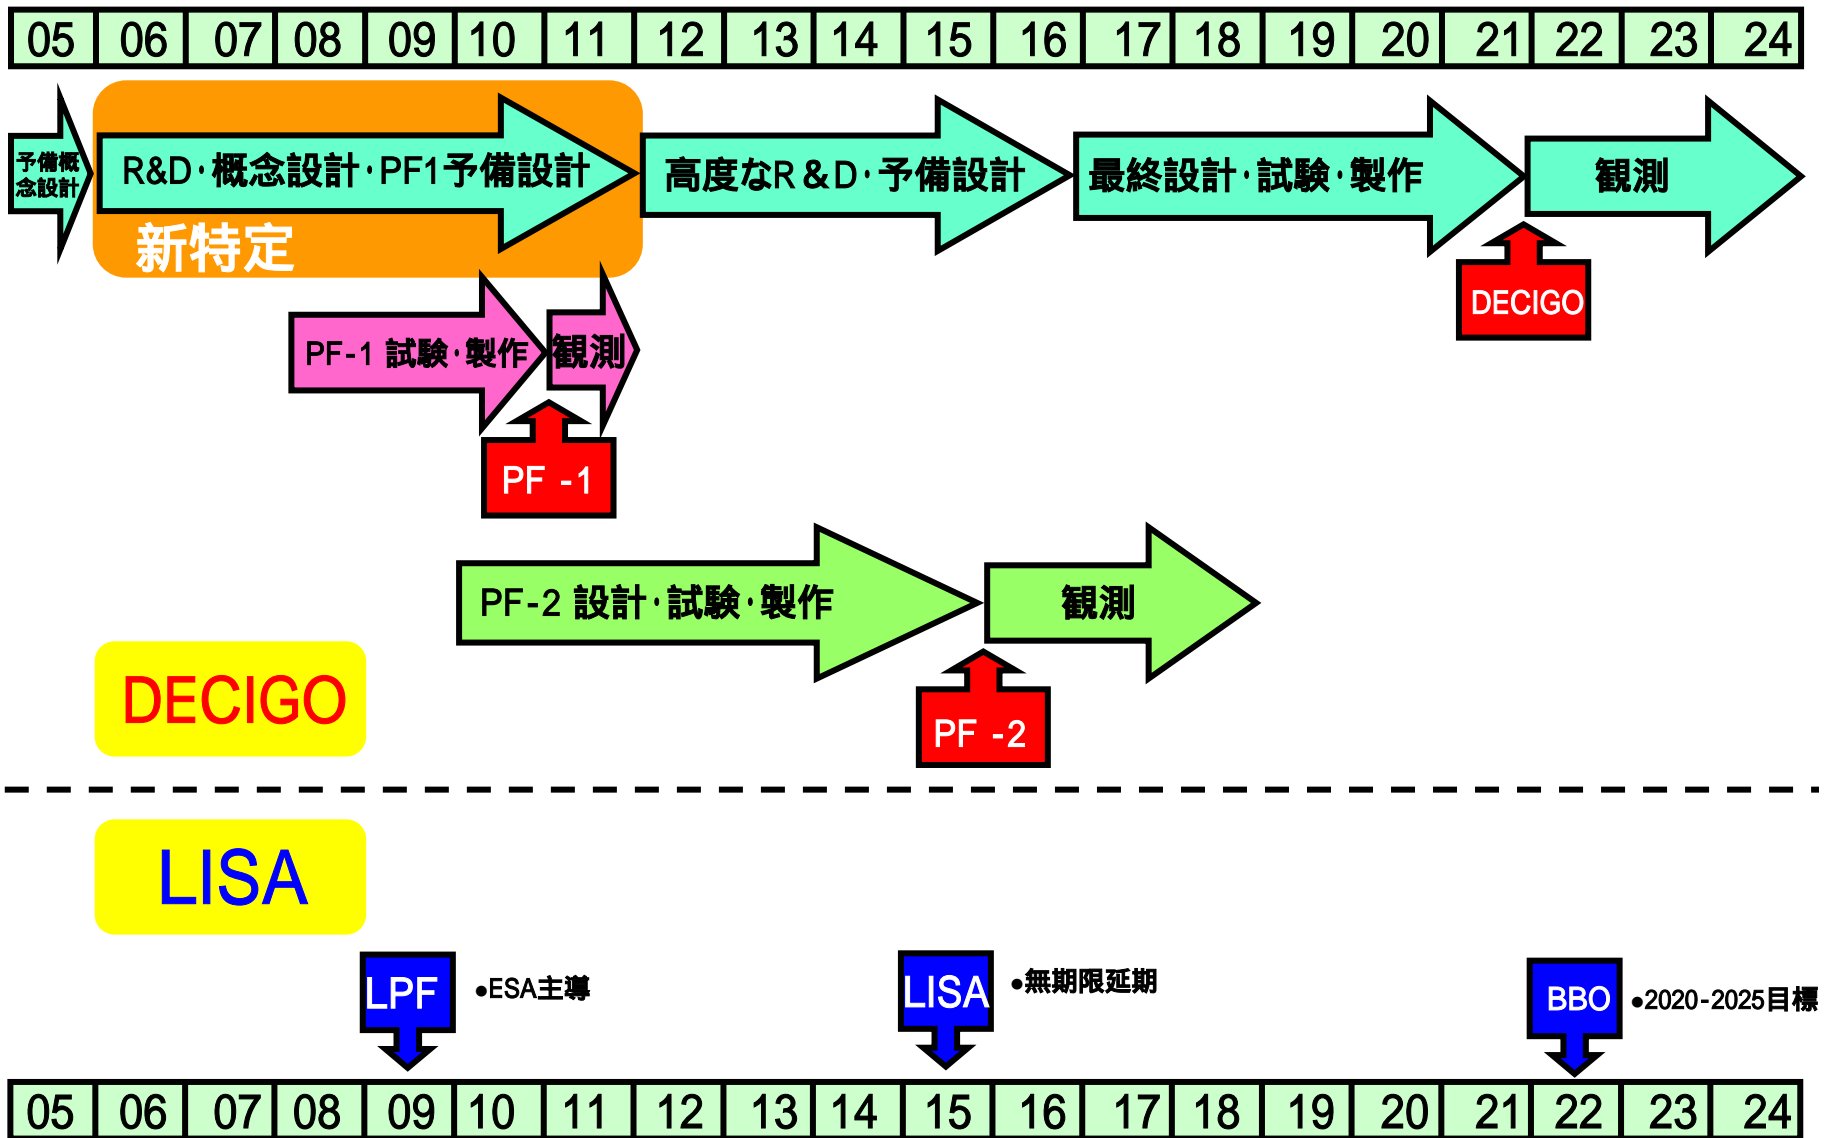 05 06 07 08 09 10 11 12 13 14 15 16 17 18 19 20 21 22 23 24
予備概
念設計
R&D・概念設計・PF1予備設計
高度なR&D・予備設計
最終設計・試験・製作
観測
新特定
DECIGO
PF-1 試験・製作
観測
PF -1
PF-2 設計・試験・製作
観測
PF -2
DECIGO
LISA
LPF
•ESA主導
LISA
•無期限延期
BBO
•2020-2025目標
05 06 07 08 09 10 11 12 13 14 15 16 17 18 19 20 21 22 23 24